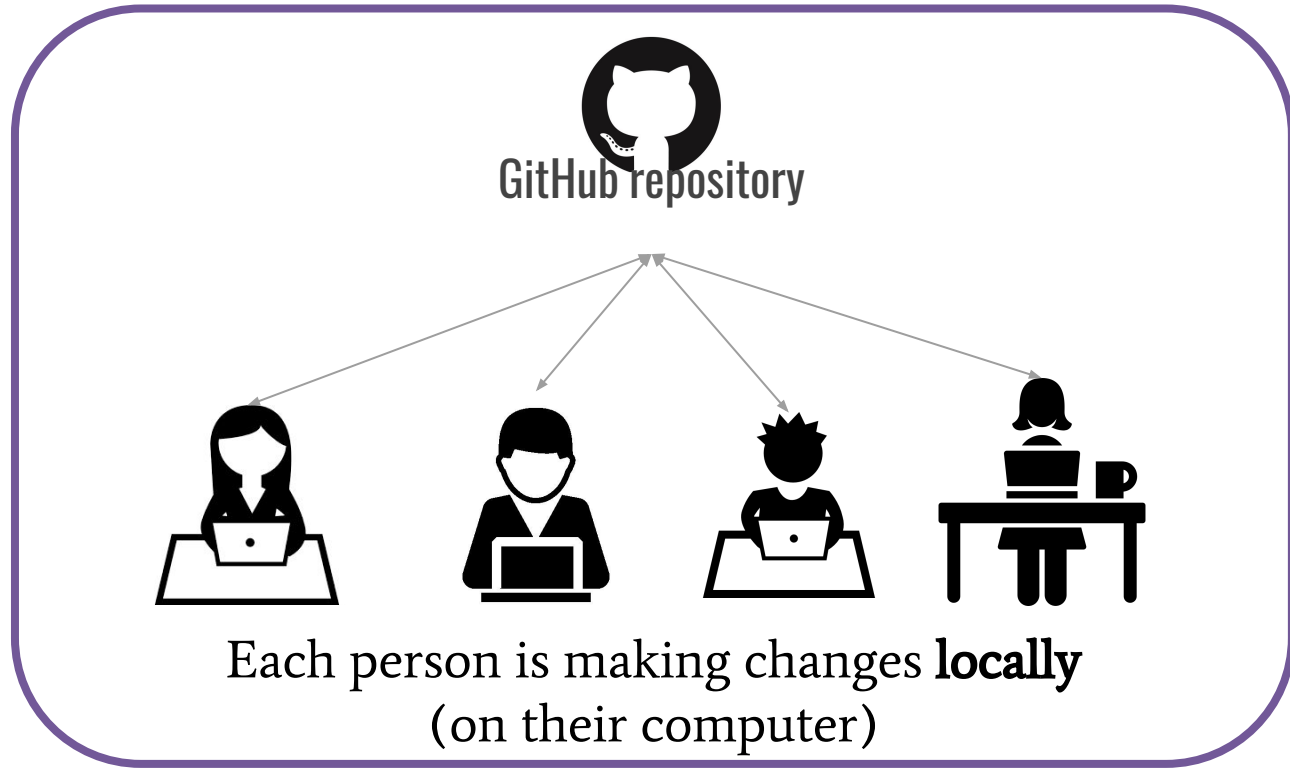 GitHub repository
Each person is making changes locally
(on their computer)